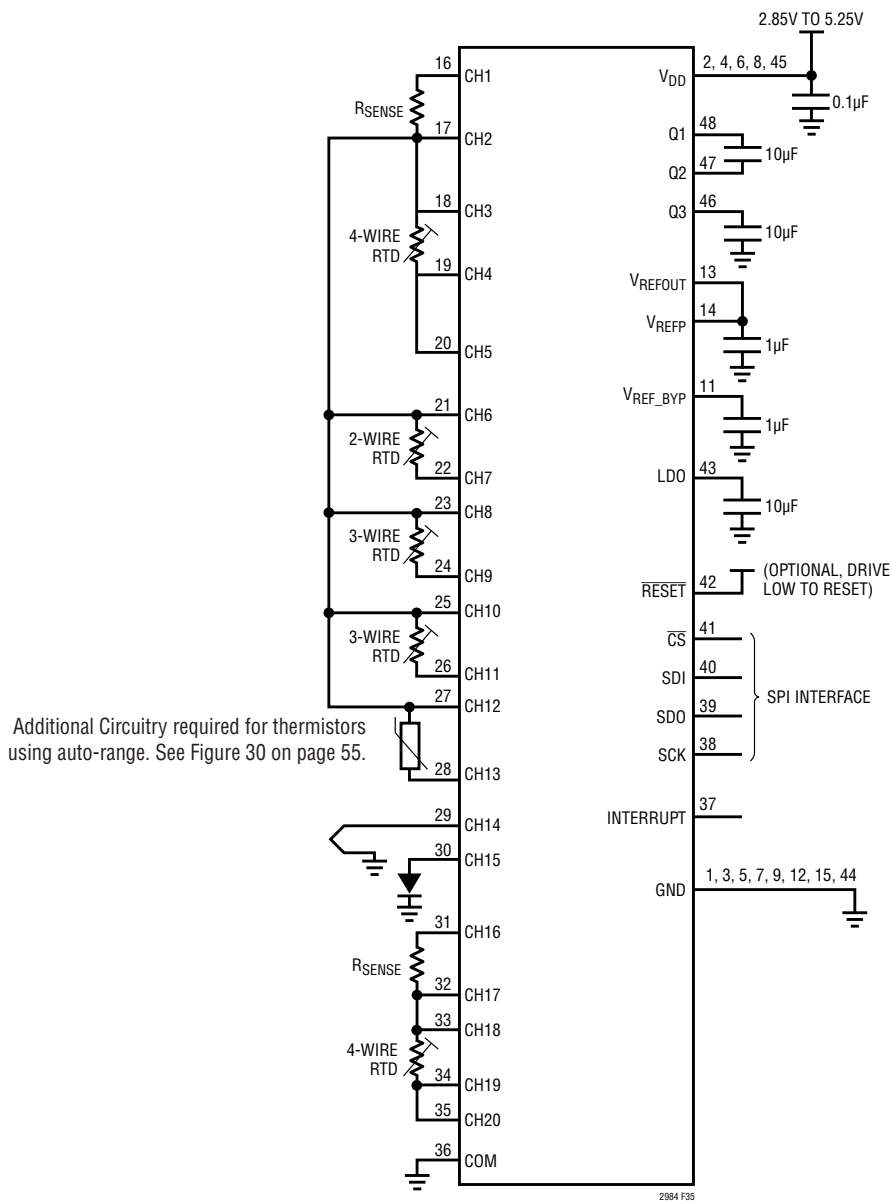 2.85V TO 5.25V
16
CH1
RSENSE
17
CH2
18
CH3
4-WIRE
RTD
19
CH4
20
CH5
21
CH6
2-WIRE
RTD
22
CH7
23
CH8
3-WIRE
RTD
24
CH9
25
CH10
3-WIRE
RTD
26
CH11
27
CH12
Additional Circuitry required for thermistors
using auto-range. See Figure 30 on page 55.
28
CH13
29
CH14
30
CH15
31
CH16
RSENSE
32
CH17
33
CH18
4-WIRE
RTD
34
CH19
35
CH20
36
COM
VDD
2, 4, 6, 8, 45
0.1µF
Q1
48
10µF
Q2
47
Q3
46
10µF
VREFOUT
13
VREFP
14
1µF
VREF_BYP
11
1µF
LDO
43
10µF
RESET
42
(OPTIONAL, DRIVE
LOW TO RESET)
CS
41
SDI
40
SDO
39
SCK
38
SPI INTERFACE
INTERRUPT
37
GND
1, 3, 5, 7, 9, 12, 15, 44
2984 F35